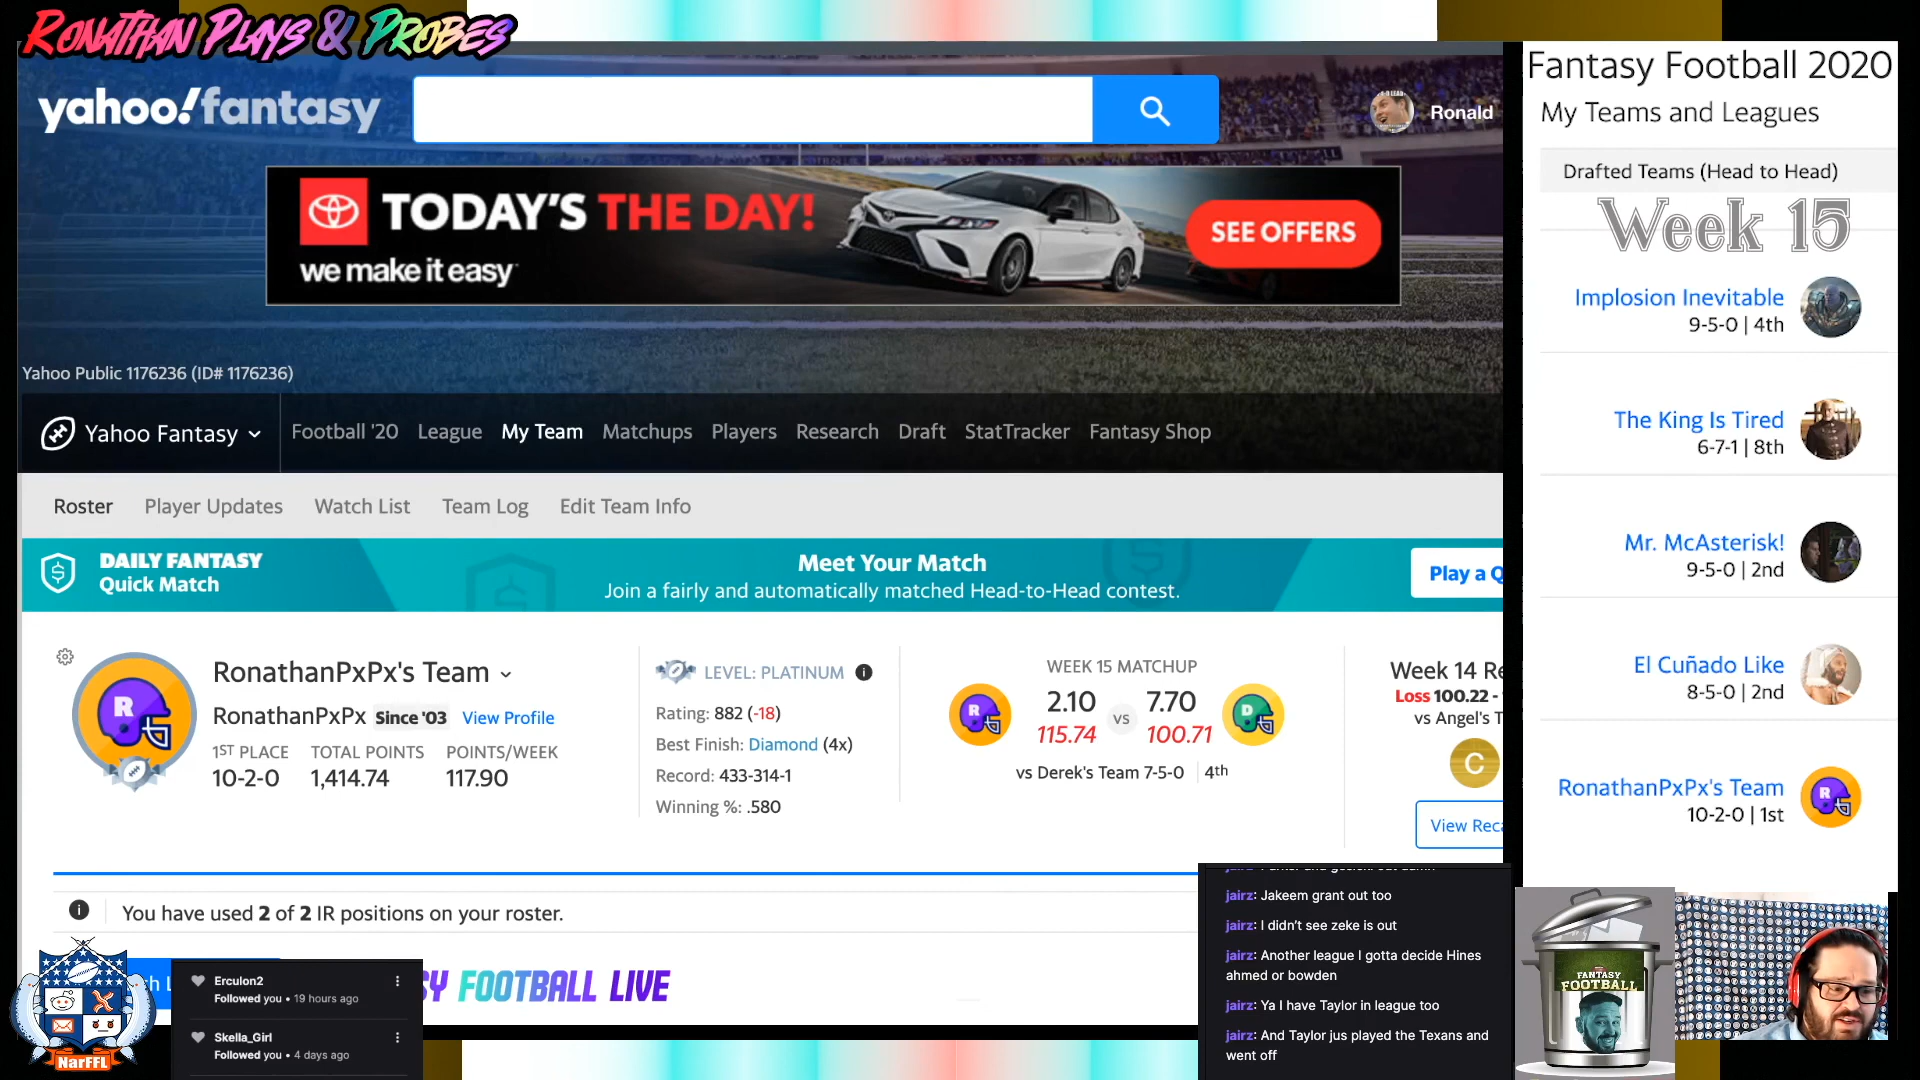 RONATHAN PLAYS & PROBES
yahoo!fantasy
Ronald
TODAY'S THE DAY!
we make it easy
SEE OFFERS
Yahoo Public 1176236 (ID# 1176236)
Yahoo Fantasy
Football '20 League My Team Matchups Players Research Draft StatTracker Fantasy Shop
Roster Player Updates Watch List Team Log Edit Team Info
DAILY FANTASY
Quick Match
Meet Your Match
Join a fairly and automatically matched Head-to-Head contest.
Play a Q
RonathanPxPx's Team
RonathanPxPx Since '03 View Profile
1ST PLACE TOTAL POINTS POINTS/WEEK
10-2-0 1,414.74 117.90
R
LEVEL: PLATINUM
Rating: 882 (-18)
Best Finish: Diamond (4x)
Record: 433-314-1
Winning %: .580
WEEK 15 MATCHUP
R 2.10 vs 7.70 D
115.74 100.71
vs Derek's Team 7-5-0 4th
Week 14 Re
Loss 100.22 -
vs Angel's T
C
View Reca
You have used 2 of 2 IR positions on your roster.
SY FOOTBALL LIVE
Fantasy Football 2020
My Teams and Leagues
Drafted Teams (Head to Head)
Week 15
Implosion Inevitable
9-5-0 | 4th
The King Is Tired
6-7-1 | 8th
Mr. McAsterisk!
9-5-0 | 2nd
El Cuñado Like
8-5-0 | 2nd
RonathanPxPx's Team
10-2-0 | 1st
R
NarFFL
Erculon2
Followed you • 19 hours ago
Skella_Girl
Followed you • 4 days ago
jairz: Jakeem grant out too
jairz: I didn't see zeke is out
jairz: Another league I gotta decide Hines
ahmed or bowden
jairz: Ya I have Taylor in league too
jairz: And Taylor jus played the Texans and
went off
FANTASY
FOOTBALL